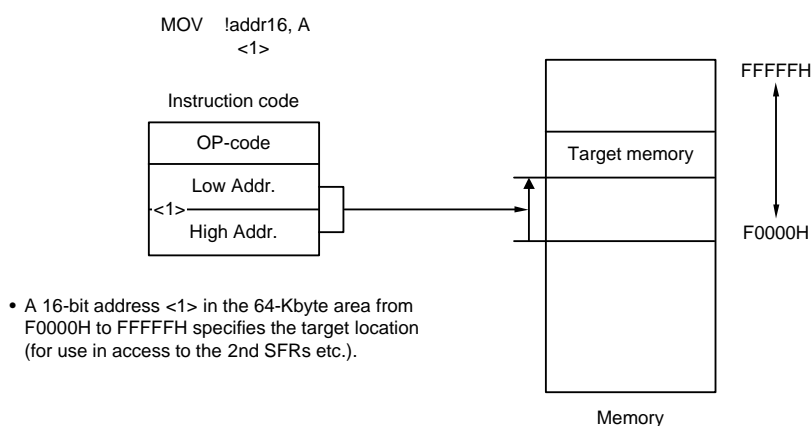 MOV !addr16, A
<1>
Instruction code
OP-code
Low Addr.
<1>
High Addr.
Target memory
FFFFFH
F0000H
• A 16-bit address <1> in the 64-Kbyte area from
F0000H to FFFFFH specifies the target location
(for use in access to the 2nd SFRs etc.).
Memory